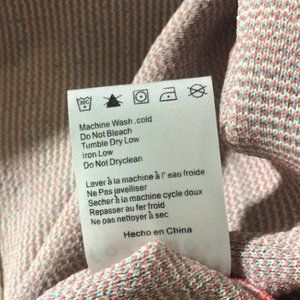 Machine Wash ,cold
Do Not Bleach
Tumble Dry Low
Iron Low
Do Not Dryclean
Laver à la machine à l' eau froide
Ne pas javelliser
Secher à la machine cycle doux
Repasser au fer froid
Ne pas nettoyer à sec
Hecho en China